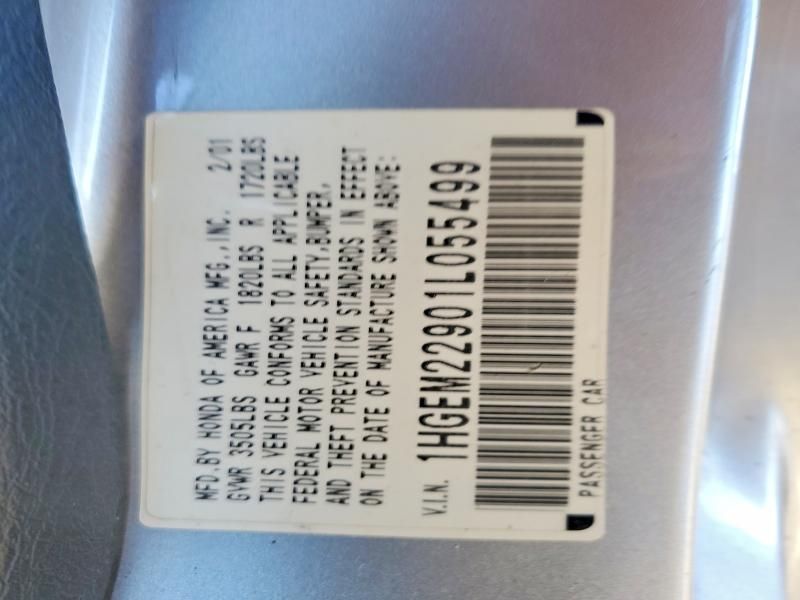 MFD. BY HONDA OF AMERICA MFG., INC. 2/01
GVWR 3505LBS GAWR F 1820LBS R 1720LBS
THIS VEHICLE CONFORMS TO ALL APPLICABLE
FEDERAL MOTOR VEHICLE SAFETY, BUMPER,
AND THEFT PREVENTION STANDARDS IN EFFECT
ON THE DATE OF MANUFACTURE SHOWN ABOVE:
V.I.N. 1HGEM22901L055499
PASSENGER CAR